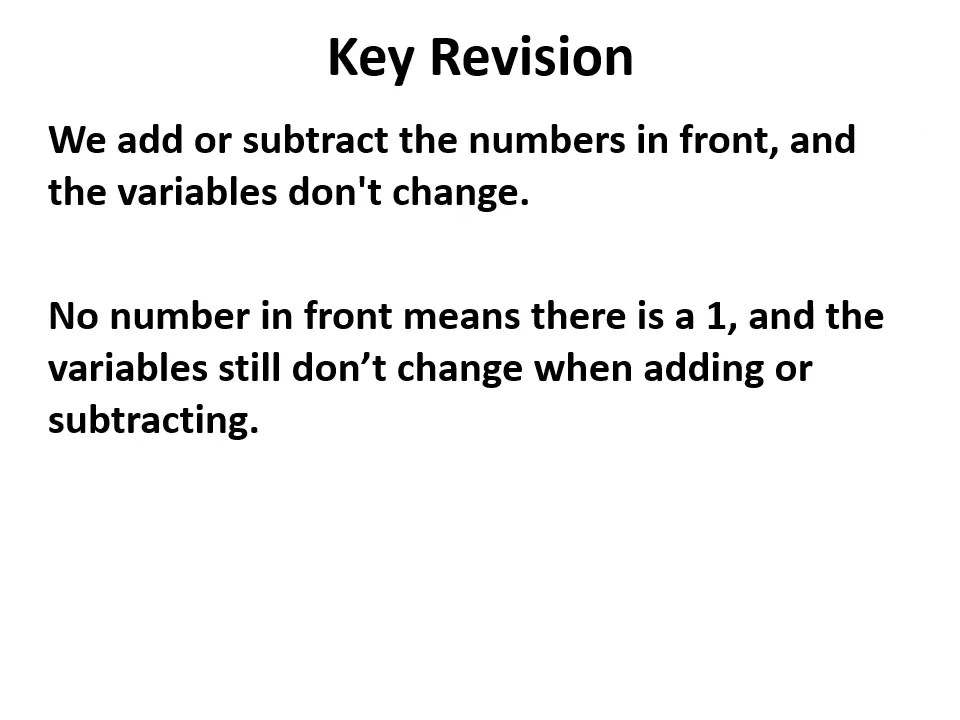 Key Revision
We add or subtract the numbers in front, and
the variables don't change.
No number in front means there is a 1, and the
variables still don’t change when adding or
subtracting.